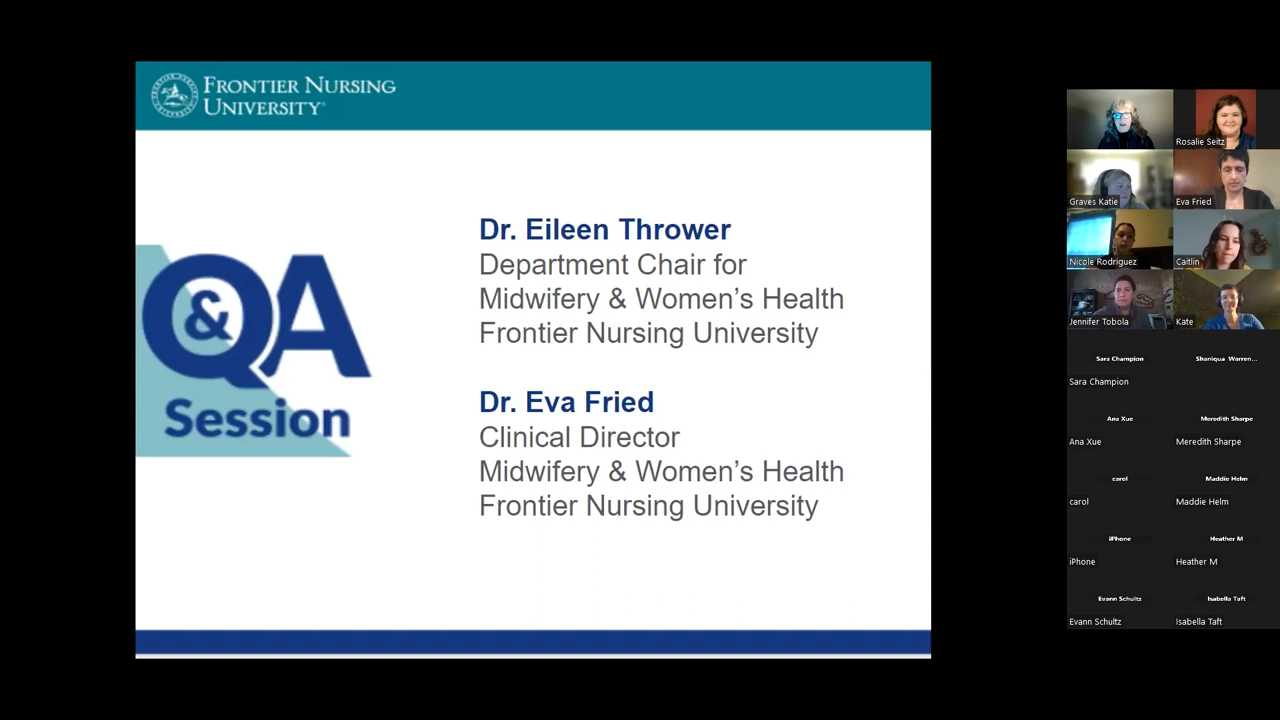 FRONTIER NURSING
UNIVERSITY
Q&A
Session
Dr. Eileen Thrower
Department Chair for
Midwifery & Women's Health
Frontier Nursing University
Dr. Eva Fried
Clinical Director
Midwifery & Women's Health
Frontier Nursing University
Rosalie Seitz
Graves Katie
Eva Fried
Nicole Rodriguez
Caitlin
Jennifer Tobola
Kate
Sara Champion
Shaniqua Warren...
Sara Champion
Ana Xue
Meredith Sharpe
Ana Xue
Meredith Sharpe
carol
Maddie Helm
carol
Maddie Helm
iPhone
Heather M
iPhone
Heather M
Evann Schultz
Isabella Taft
Evann Schultz
Isabella Taft